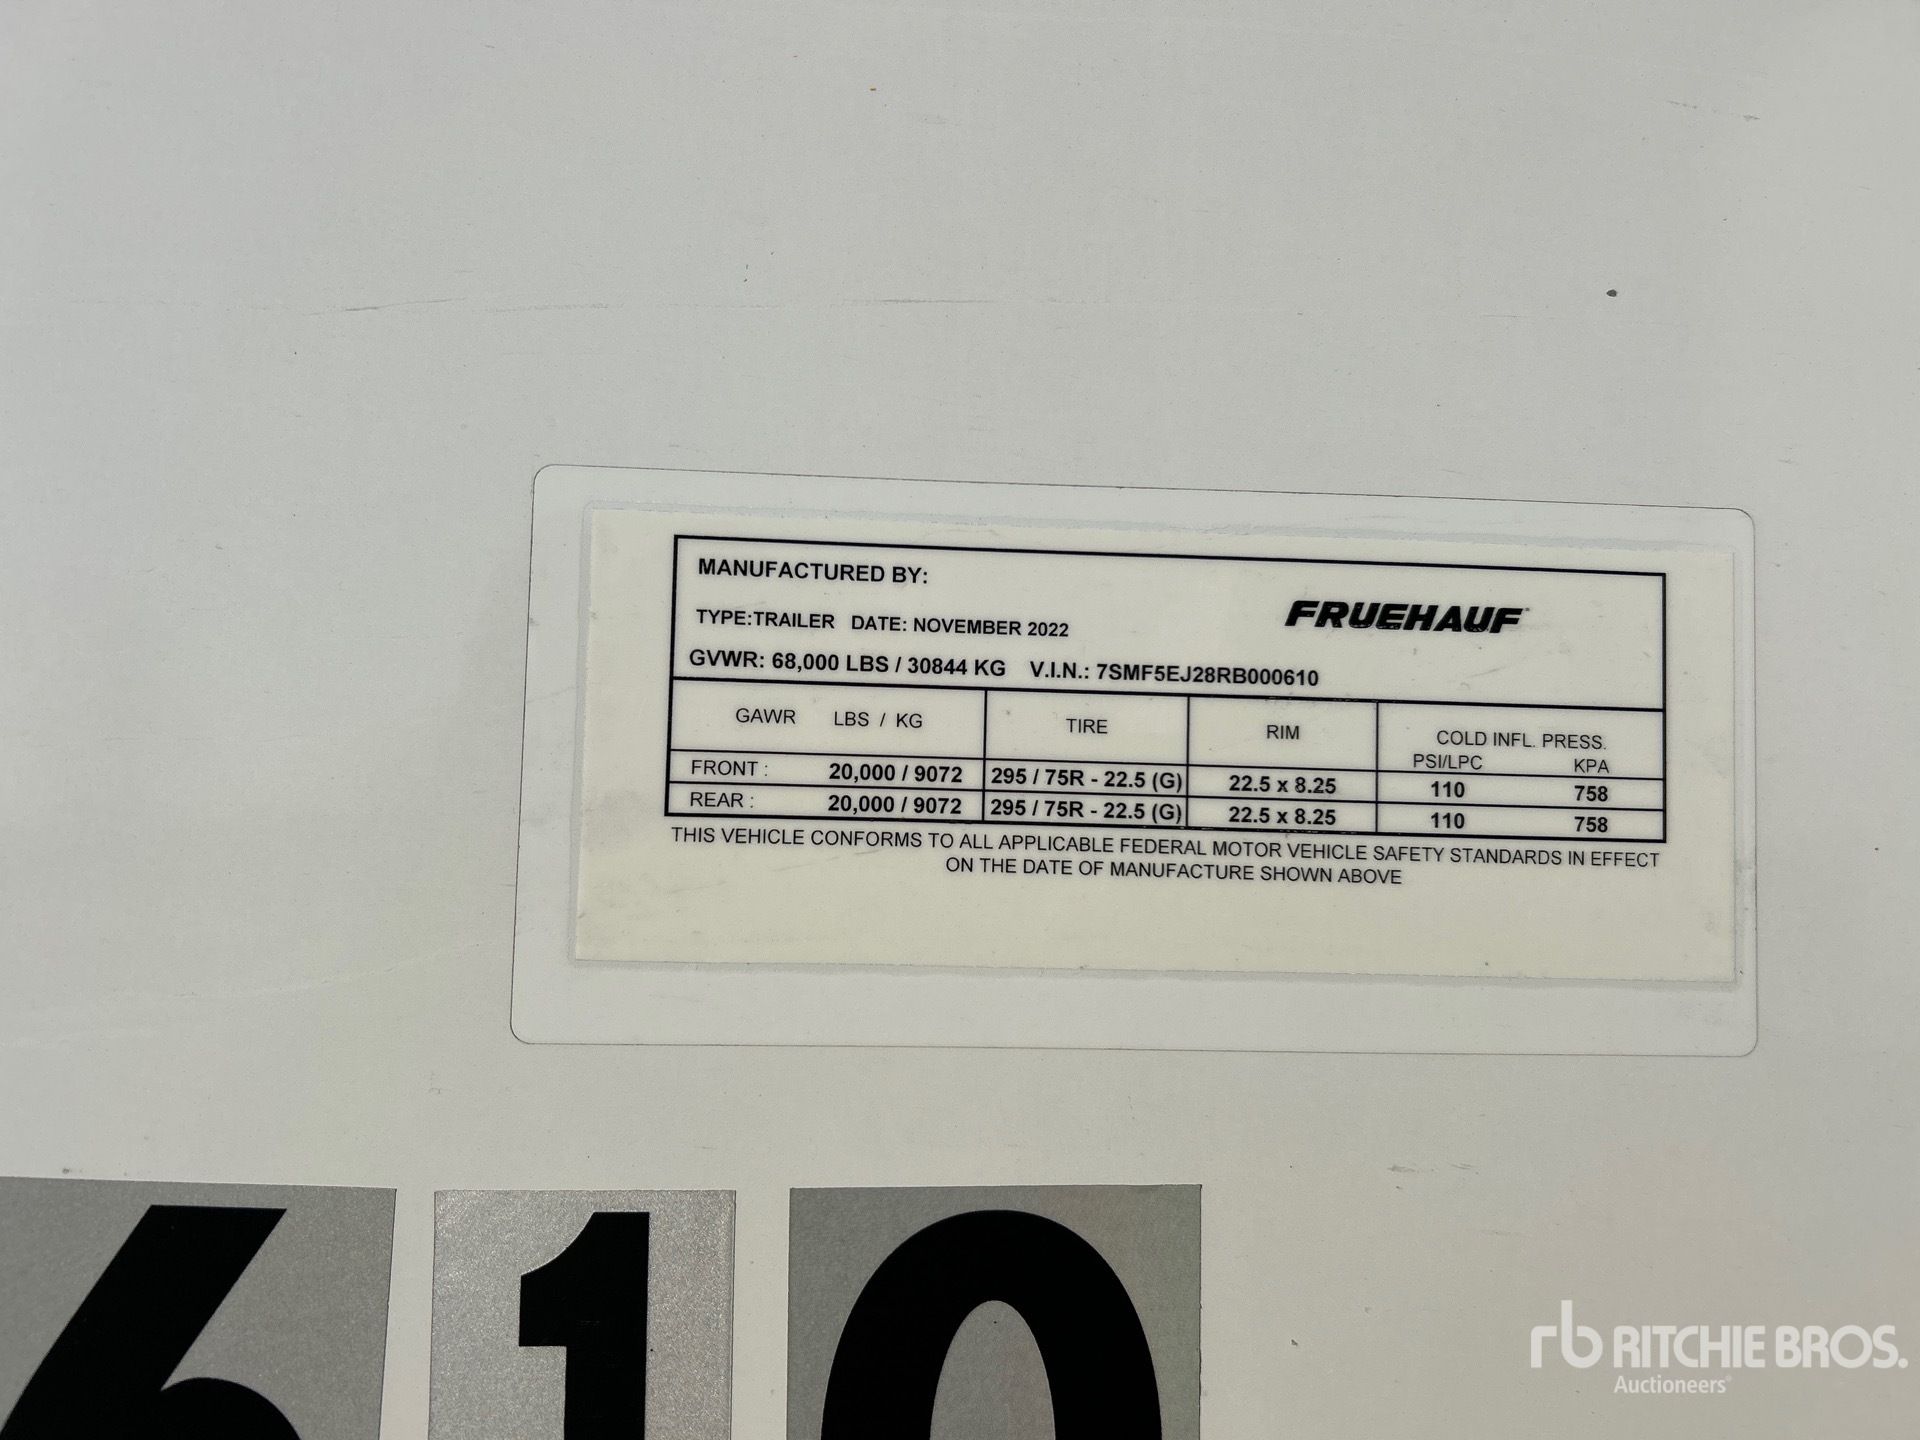 MANUFACTURED BY:
FRUEHAUF
TYPE:TRAILER DATE: NOVEMBER 2022
GVWR: 68,000 LBS / 30844 KG V.I.N.: 7SMF5EJ28RB000610
GAWR LBS / KG TIRE RIM COLD INFL. PRESS.
PSI/LPC KPA
FRONT : 20,000 / 9072 295 / 75R - 22.5 (G) 22.5 x 8.25 110 758
REAR : 20,000 / 9072 295 / 75R - 22.5 (G) 22.5 x 8.25 110 758
THIS VEHICLE CONFORMS TO ALL APPLICABLE FEDERAL MOTOR VEHICLE SAFETY STANDARDS IN EFFECT
ON THE DATE OF MANUFACTURE SHOWN ABOVE
610
rb RITCHIE BROS.
Auctioneers